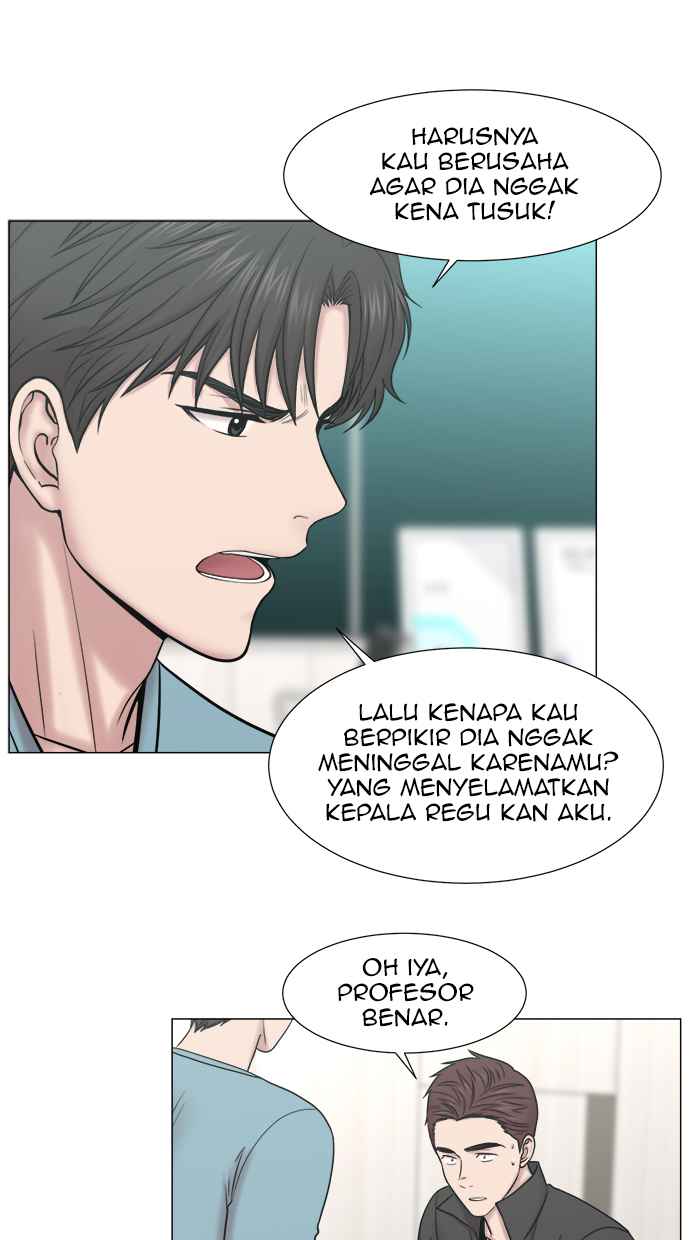 HARUSNYA
KAU BERUSAHA
AGAR DIA NGGAK
KENA TUSUK!
LALU KENAPA KAU
BERPIKIR DIA NGGAK
MENINGGAL KARENAMU?
YANG MENYELAMATKAN
KEPALA REGU KAN AKU.
OH IYA,
PROFESOR
BENAR.